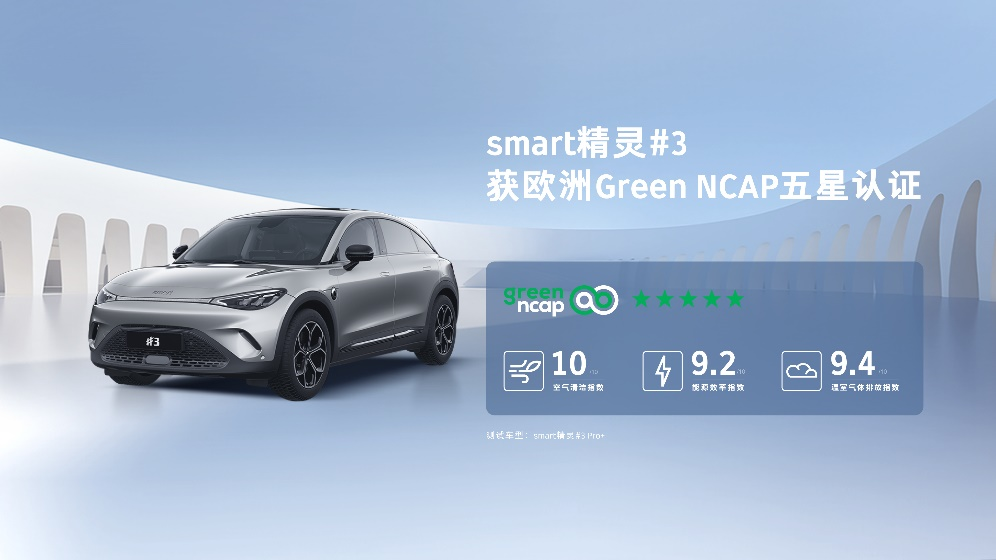 smart精灵#3
获欧洲Green NCAP五星认证
green
ncap
10 /10
空气清洁指数
9.2 /10
能源效率指数
9.4 /10
温室气体排放指数
#3
测试车型：smart精灵#3 Pro+